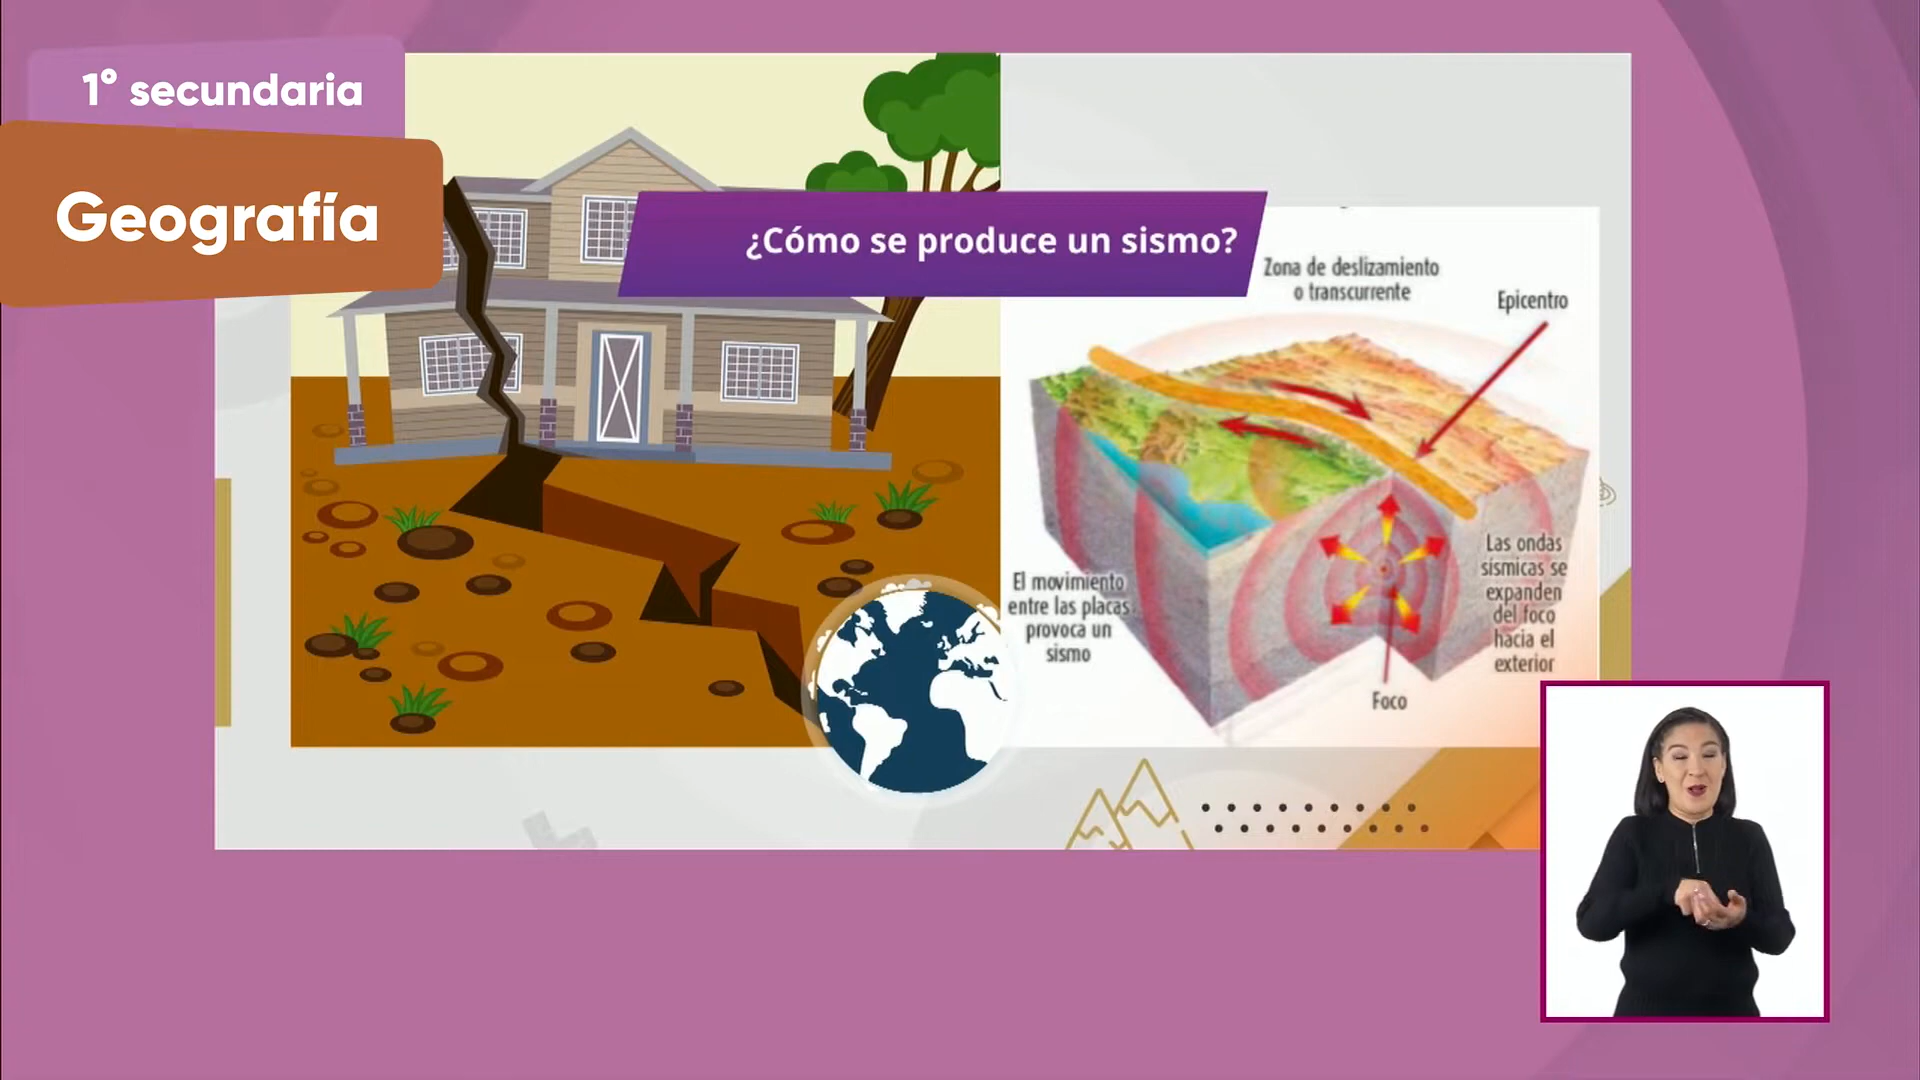 1° secundaria
Geografía
¿Cómo se produce un sismo?
Zona de deslizamiento
o transcurrente
Epicentro
El movimiento
entre las placas
provoca un
sismo
Las ondas
sísmicas se
expanden
del foco
hacia el
exterior
Foco